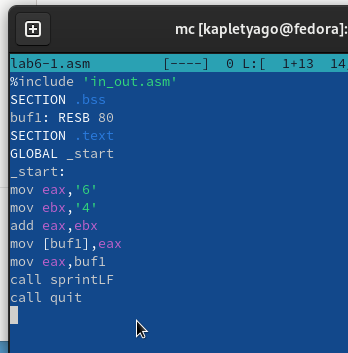 mc [kapletyago@fedora]:
lab6-1.asm [----] 0 L:[ 1+13 14
%include 'in_out.asm'
SECTION .bss
buf1: RESB 80
SECTION .text
GLOBAL _start
_start:
mov eax,'6'
mov ebx,'4'
add eax,ebx
mov [buf1],eax
mov eax,buf1
call sprintLF
call quit